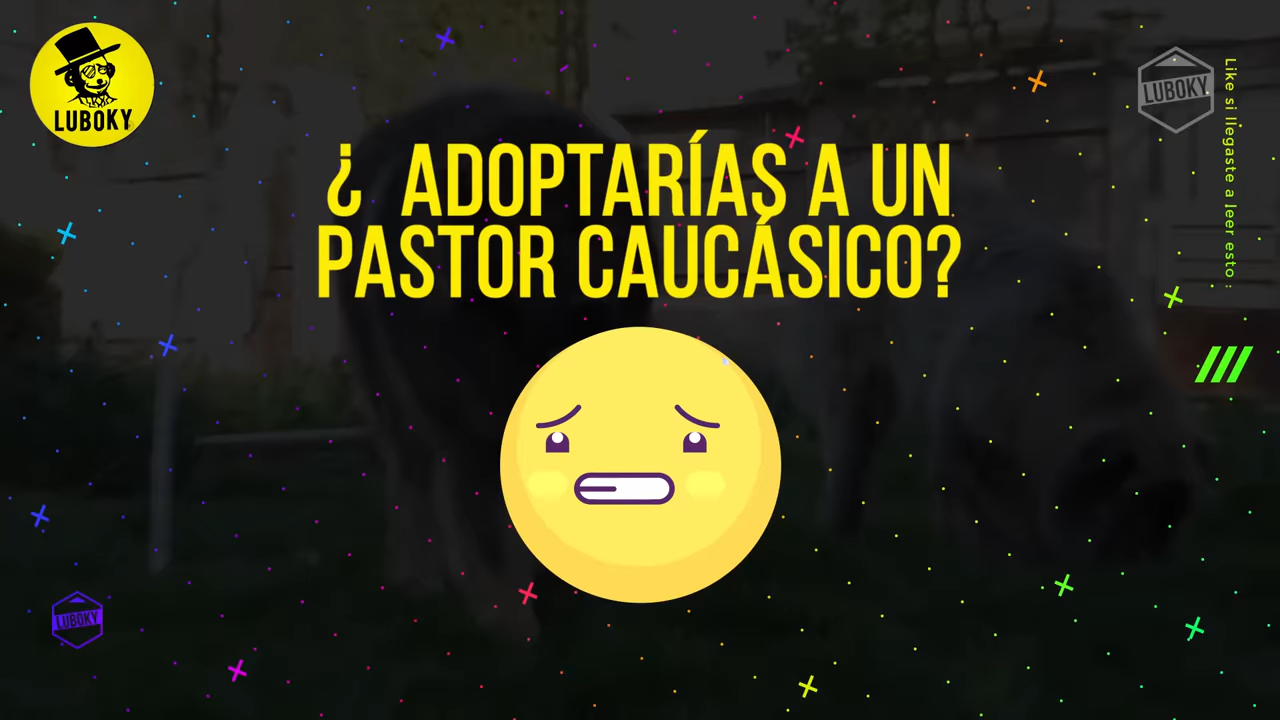 LUBOKY
¿ ADOPTARÍAS A UN
PASTOR CAUCÁSICO?
LUBOKY
Like si llegaste a leer esto :
LUBOKY